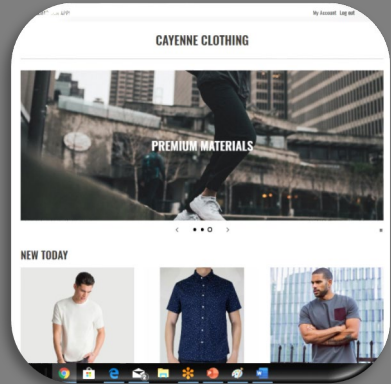 My Account Log out
CAYENNE CLOTHING
PREMIUM MATERIALS
NEW TODAY